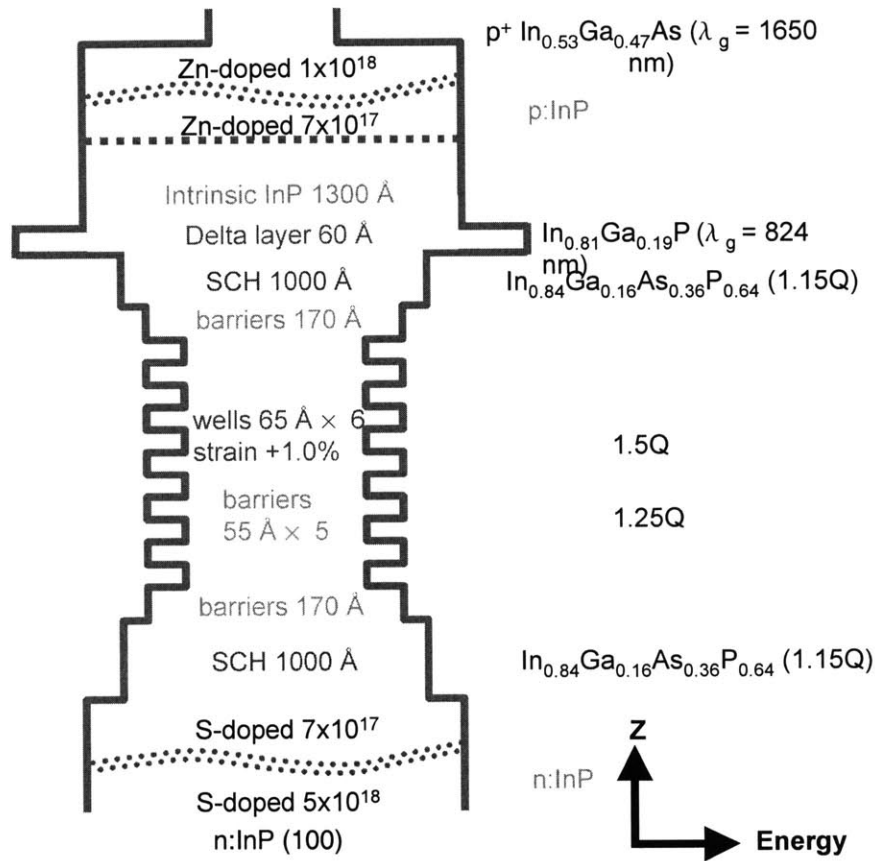 p⁺ In₀.₅₃Ga₀.₄₇As (λ g = 1650
nm)
Zn-doped 1x10¹⁸
p:InP
Zn-doped 7x10¹⁷
Intrinsic InP 1300 Å
Delta layer 60 Å
In₀.₈₁Ga₀.₁₉P (λ g = 824
nm)
SCH 1000 Å
In₀.₈₄Ga₀.₁₆As₀.₃₆P₀.₆₄ (1.15Q)
barriers 170 Å
wells 65 Å × 6
strain +1.0%
1.5Q
barriers
55 Å × 5
1.25Q
barriers 170 Å
SCH 1000 Å
In₀.₈₄Ga₀.₁₆As₀.₃₆P₀.₆₄ (1.15Q)
S-doped 7x10¹⁷
Z
n:InP
S-doped 5x10¹⁸
n:InP (100)
Energy